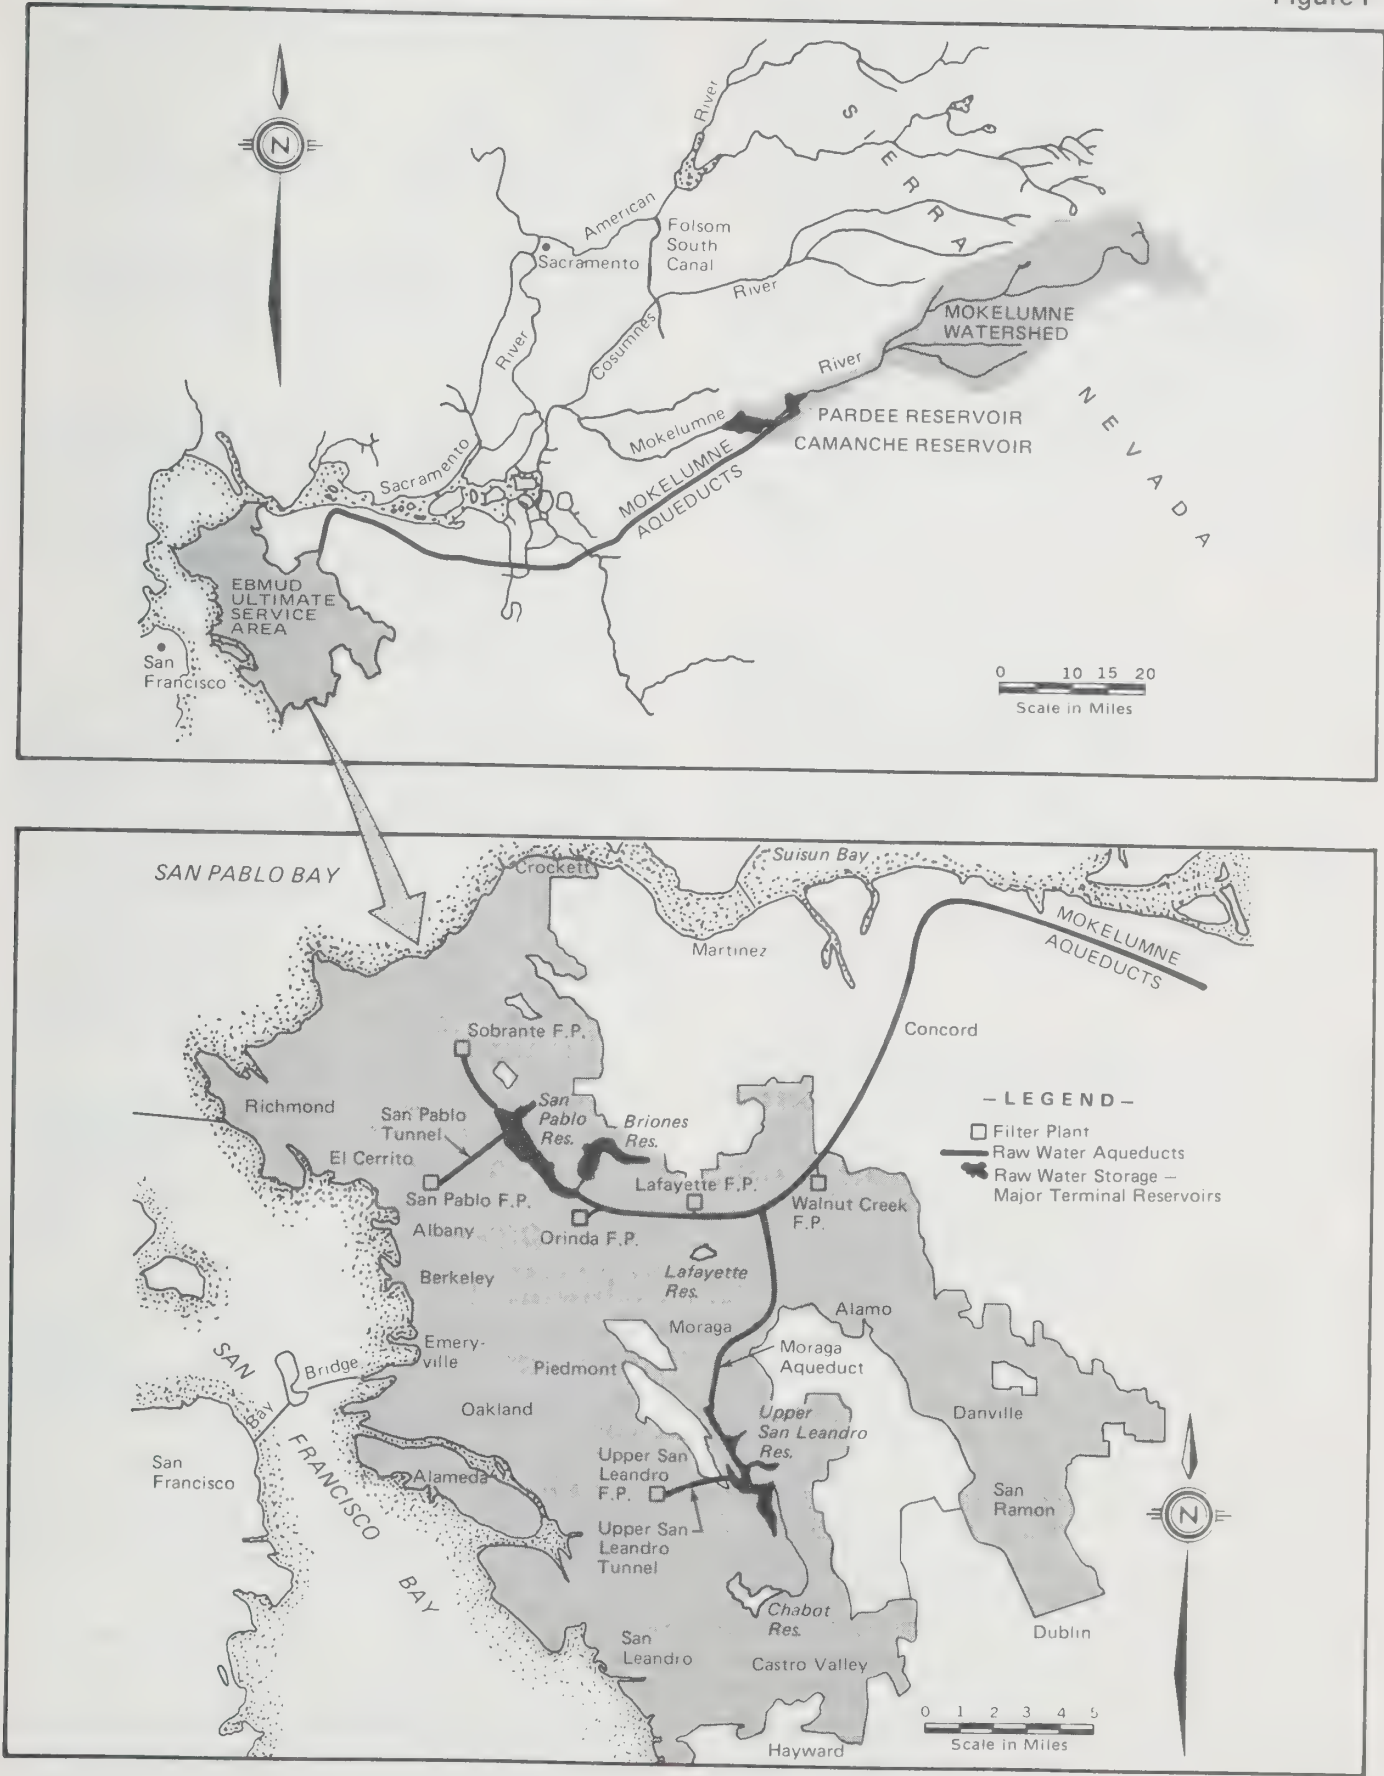 N
River
S
I
E
R
R
A
American
Folsom
South
Canal
Sacramento
River
River
Cosumnes
MOKELUMNE
WATERSHED
River
N
E
V
A
D
A
Mokelumne
PARDEE RESERVOIR
CAMANCHE RESERVOIR
Sacramento
MOKELUMNE
AQUEDUCTS
EBMUD
ULTIMATE
SERVICE
AREA
San
Francisco
0 10 15 20
Scale in Miles
SAN PABLO BAY
Crockett
Suisun Bay
Martinez
MOKELUMNE
AQUEDUCTS
Concord
Sobrante F.P.
Richmond
San Pablo
Tunnel
San
Pablo
Res.
Briones
Res.
– LEGEND –
Filter Plant
Raw Water Aqueducts
Raw Water Storage –
Major Terminal Reservoirs
El Cerrito
San Pablo F.P.
Lafayette F.P.
Walnut Creek
F.P.
Albany
Orinda F.P.
Berkeley
Lafayette
Res.
Alamo
Moraga
Emery-
ville
Piedmont
Moraga
Aqueduct
SAN
FRANCISCO
BAY
Bay
Bridge
Oakland
Danville
Upper
San Leandro
Res.
San
Francisco
Alameda
Upper San
Leandro
F.P.
San
Ramon
N
Upper San
Leandro
Tunnel
Chabot
Res.
Dublin
San
Leandro
Castro Valley
0 1 2 3 4 5
Scale in Miles
Hayward